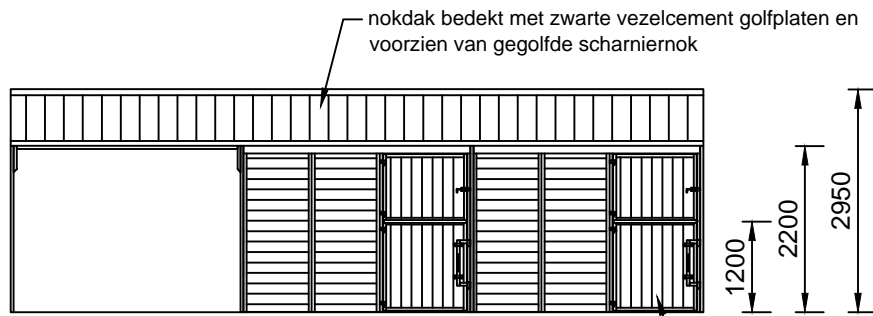 nokdak bedekt met zwarte vezelcement golfplaten en
voorzien van gegolfde scharniernok
1200
2200
2950